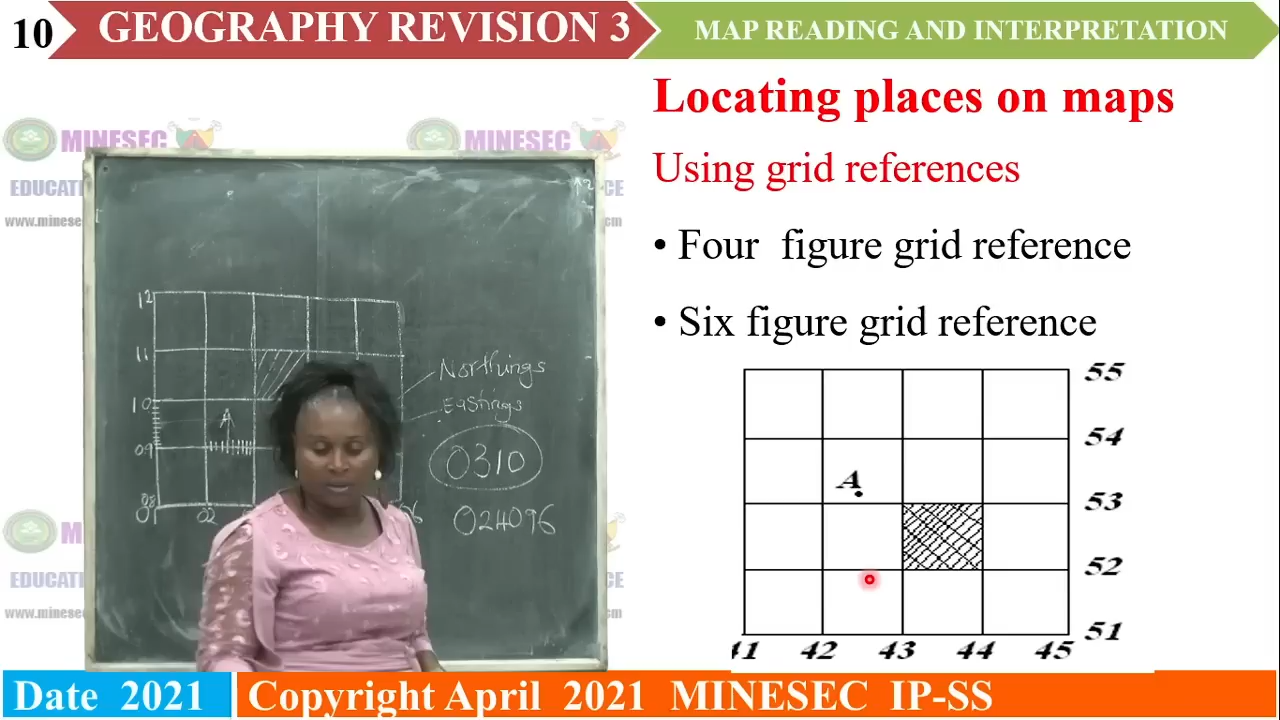 10
GEOGRAPHY REVISION 3
MAP READING AND INTERPRETATION
Locating places on maps
Using grid references
• Four figure grid reference
• Six figure grid reference
55
54
53
52
51
A
41 42 43 44 45
MINESEC
MINESEC
12
11
10
09
08
01
02
06
A
Northings
Eastings
0310
024096
Date 2021
Copyright April 2021 MINESEC IP-SS